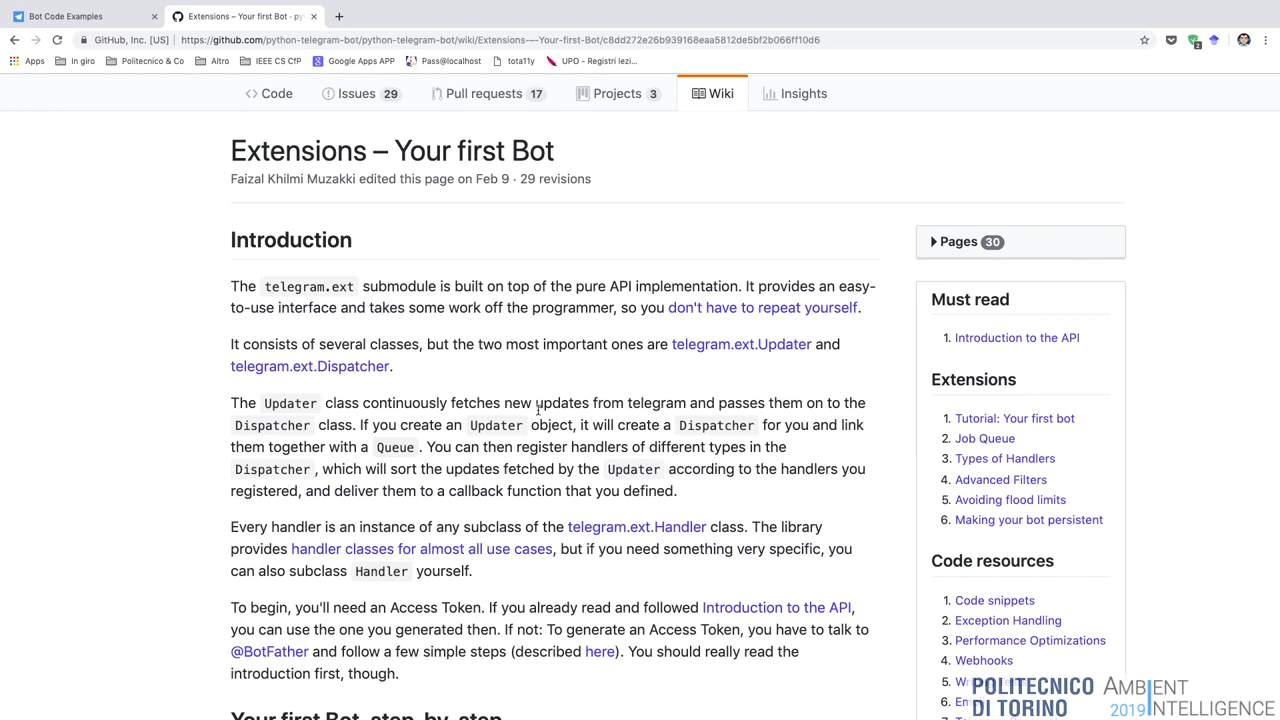 Bot Code Examples
Extensions – Your first Bot · py
GitHub, Inc. [US] | https://github.com/python-telegram-bot/python-telegram-bot/wiki/Extensions-–-Your-first-Bot/c8dd272e26b939168eaa5812de5bf2b066ff10d6
2
Apps In giro Politecnico & Co Altro IEEE CS CfP Google Apps APP Pass@localhost tota11y UPO - Registri lezi...
Code Issues 29 Pull requests 17 Projects 3 Wiki Insights
Extensions – Your first Bot
Faizal Khilmi Muzakki edited this page on Feb 9 · 29 revisions
Introduction
The telegram.ext submodule is built on top of the pure API implementation. It provides an easy-
to-use interface and takes some work off the programmer, so you don't have to repeat yourself.
It consists of several classes, but the two most important ones are telegram.ext.Updater and
telegram.ext.Dispatcher.
The Updater class continuously fetches new updates from telegram and passes them on to the
Dispatcher class. If you create an Updater object, it will create a Dispatcher for you and link
them together with a Queue. You can then register handlers of different types in the
Dispatcher, which will sort the updates fetched by the Updater according to the handlers you
registered, and deliver them to a callback function that you defined.
Every handler is an instance of any subclass of the telegram.ext.Handler class. The library
provides handler classes for almost all use cases, but if you need something very specific, you
can also subclass Handler yourself.
To begin, you'll need an Access Token. If you already read and followed Introduction to the API,
you can use the one you generated then. If not: To generate an Access Token, you have to talk to
@BotFather and follow a few simple steps (described here). You should really read the
introduction first, though.
Your first Bot, step-by-step
Pages 30
Must read
1. Introduction to the API
Extensions
1. Tutorial: Your first bot
2. Job Queue
3. Types of Handlers
4. Advanced Filters
5. Avoiding flood limits
6. Making your bot persistent
Code resources
1. Code snippets
2. Exception Handling
3. Performance Optimizations
4. Webhooks
5.
6.
POLITECNICO
DI TORINO
AMBIENT
2019 INTELLIGENCE